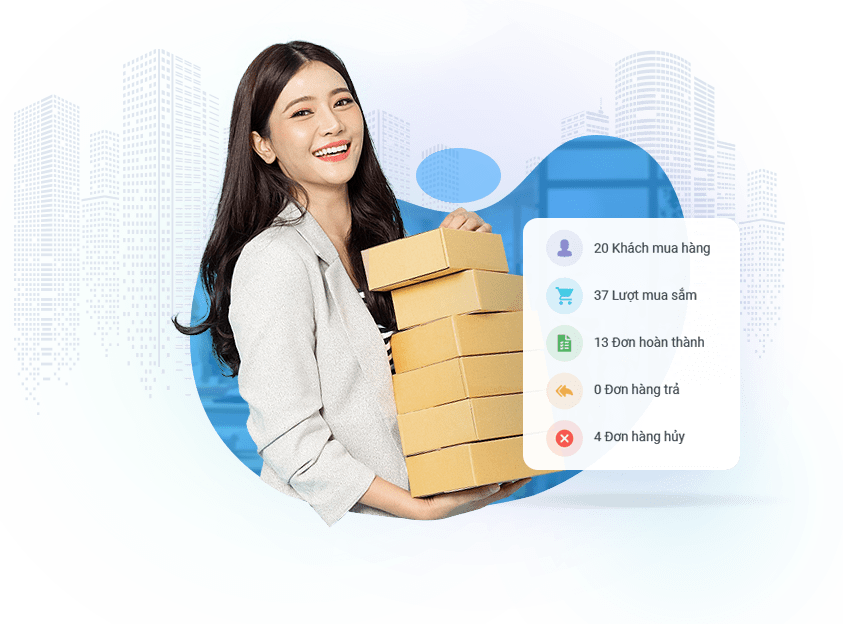 20 Khách mua hàng
37 Lượt mua sắm
13 Đơn hoàn thành
0 Đơn hàng trả
4 Đơn hàng hủy